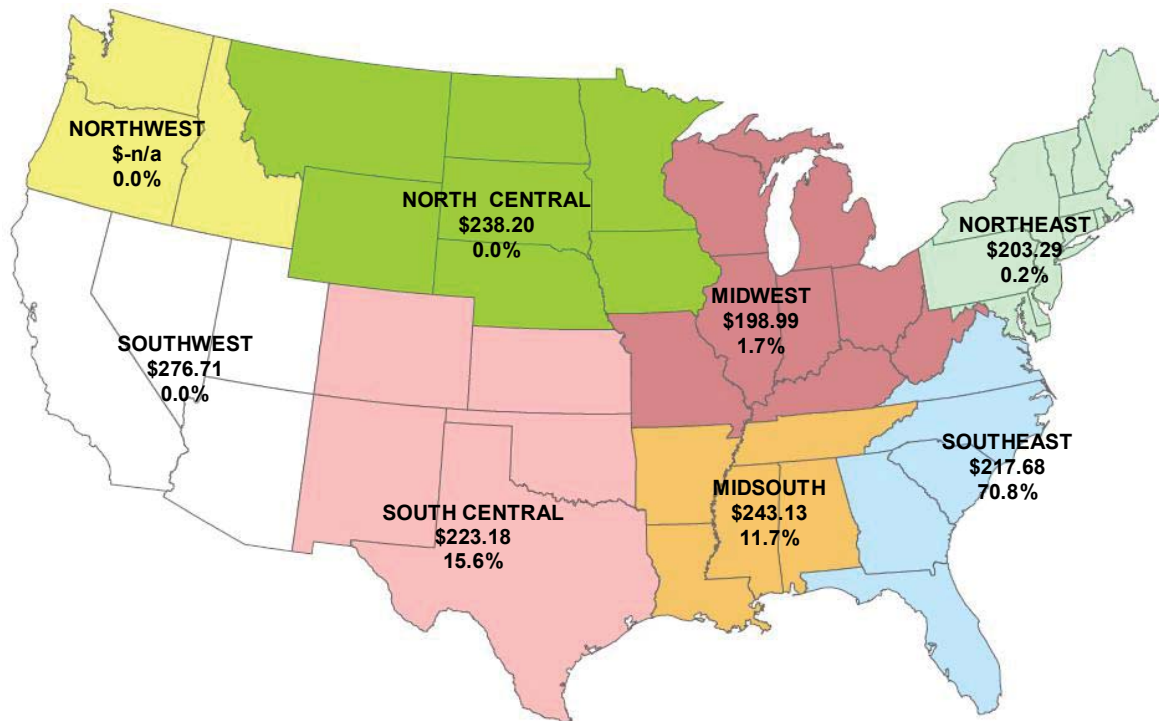 NORTHWEST
$-n/a
0.0%
NORTH CENTRAL
$238.20
0.0%
NORTHEAST
$203.29
0.2%
MIDWEST
$198.99
1.7%
SOUTHWEST
$276.71
0.0%
SOUTHEAST
$217.68
70.8%
MIDSOUTH
$243.13
11.7%
SOUTH CENTRAL
$223.18
15.6%